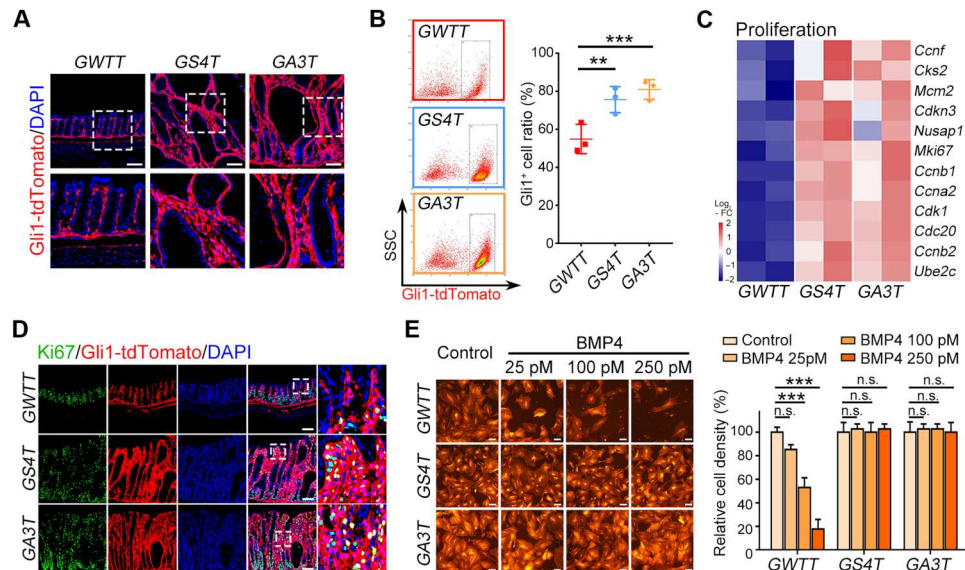 A
GWTT
GS4T
GA3T
Gli1-tdTomato/DAPI
B
GWTT
GS4T
GA3T
SSC
Gli1-tdTomato
Gli1+ cell ratio (%)
100
80
60
40
20
0
**
***
GWTT
GS4T
GA3T
C
Proliferation
Ccnf
Cks2
Mcm2
Cdkn3
Nusap1
Mki67
Ccnb1
Ccna2
Cdk1
Cdc20
Ccnb2
Ube2c
- FC
2
1
0
−1
−2
GWTT
GS4T
GA3T
D
Ki67/Gli1-tdTomato/DAPI
GWTT
GS4T
GA3T
E
BMP4
Control
25 pM
100 pM
250 pM
GWTT
GS4T
GA3T
Control
BMP4 100 pM
BMP4 25pM
BMP4 250 pM
Relative cell density (%)
100
80
60
40
20
0
***
***
n.s.
n.s.
n.s.
n.s.
n.s.
n.s.
n.s.
GWTT
GS4T
GA3T